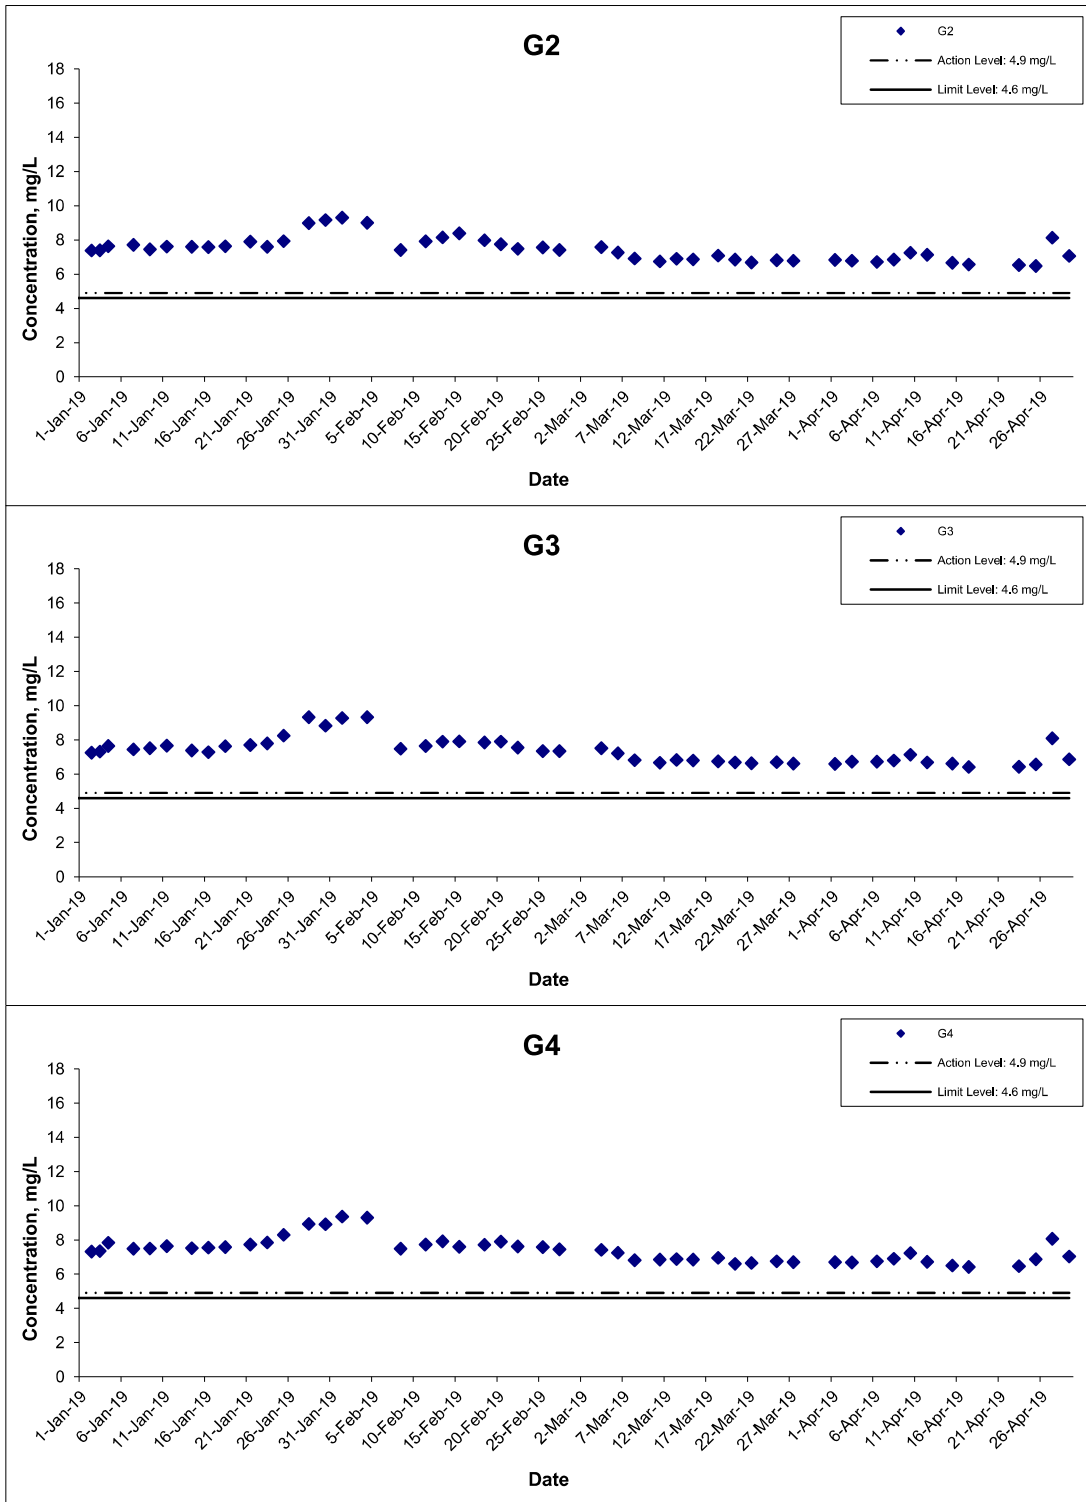 G2
G2
Action Level: 4.9 mg/L
Limit Level: 4.6 mg/L
Concentration, mg/L
18
16
14
12
10
8
6
4
2
0
1-Jan-19
6-Jan-19
11-Jan-19
16-Jan-19
21-Jan-19
26-Jan-19
31-Jan-19
5-Feb-19
10-Feb-19
15-Feb-19
20-Feb-19
25-Feb-19
2-Mar-19
7-Mar-19
12-Mar-19
17-Mar-19
22-Mar-19
27-Mar-19
1-Apr-19
6-Apr-19
11-Apr-19
16-Apr-19
21-Apr-19
26-Apr-19
Date
G3
G3
Action Level: 4.9 mg/L
Limit Level: 4.6 mg/L
Concentration, mg/L
18
16
14
12
10
8
6
4
2
0
1-Jan-19
6-Jan-19
11-Jan-19
16-Jan-19
21-Jan-19
26-Jan-19
31-Jan-19
5-Feb-19
10-Feb-19
15-Feb-19
20-Feb-19
25-Feb-19
2-Mar-19
7-Mar-19
12-Mar-19
17-Mar-19
22-Mar-19
27-Mar-19
1-Apr-19
6-Apr-19
11-Apr-19
16-Apr-19
21-Apr-19
26-Apr-19
Date
G4
G4
Action Level: 4.9 mg/L
Limit Level: 4.6 mg/L
Concentration, mg/L
18
16
14
12
10
8
6
4
2
0
1-Jan-19
6-Jan-19
11-Jan-19
16-Jan-19
21-Jan-19
26-Jan-19
31-Jan-19
5-Feb-19
10-Feb-19
15-Feb-19
20-Feb-19
25-Feb-19
2-Mar-19
7-Mar-19
12-Mar-19
17-Mar-19
22-Mar-19
27-Mar-19
1-Apr-19
6-Apr-19
11-Apr-19
16-Apr-19
21-Apr-19
26-Apr-19
Date